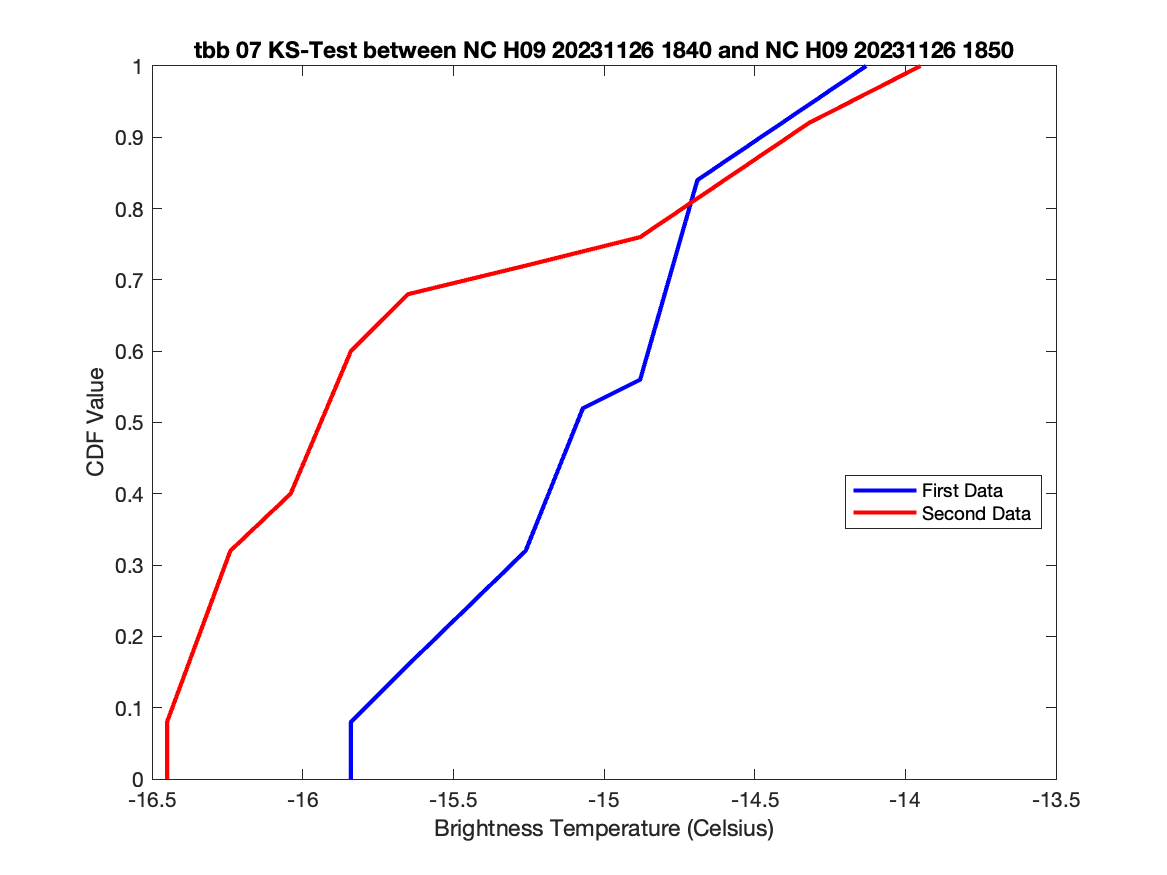 tbb 07 KS-Test between NC H09 20231126 1840 and NC H09 20231126 1850
1
0.9
0.8
0.7
0.6
0.5
0.4
0.3
0.2
0.1
0
CDF Value
First Data
Second Data
-16.5 -16 -15.5 -15 -14.5 -14 -13.5
Brightness Temperature (Celsius)